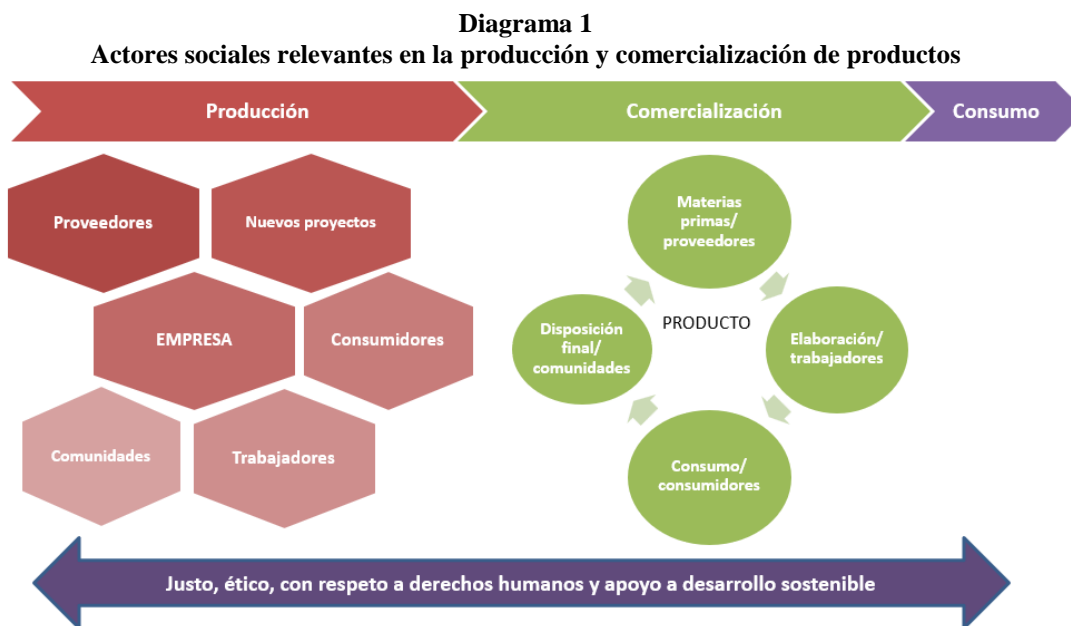 Diagrama 1
Actores sociales relevantes en la producción y comercialización de productos
Producción
Comercialización
Consumo
Proveedores
Nuevos proyectos
EMPRESA
Consumidores
Comunidades
Trabajadores
Materias
primas/
proveedores
PRODUCTO
Elaboración/
trabajadores
Consumo/
consumidores
Disposición
final/
comunidades
Justo, ético, con respeto a derechos humanos y apoyo a desarrollo sostenible